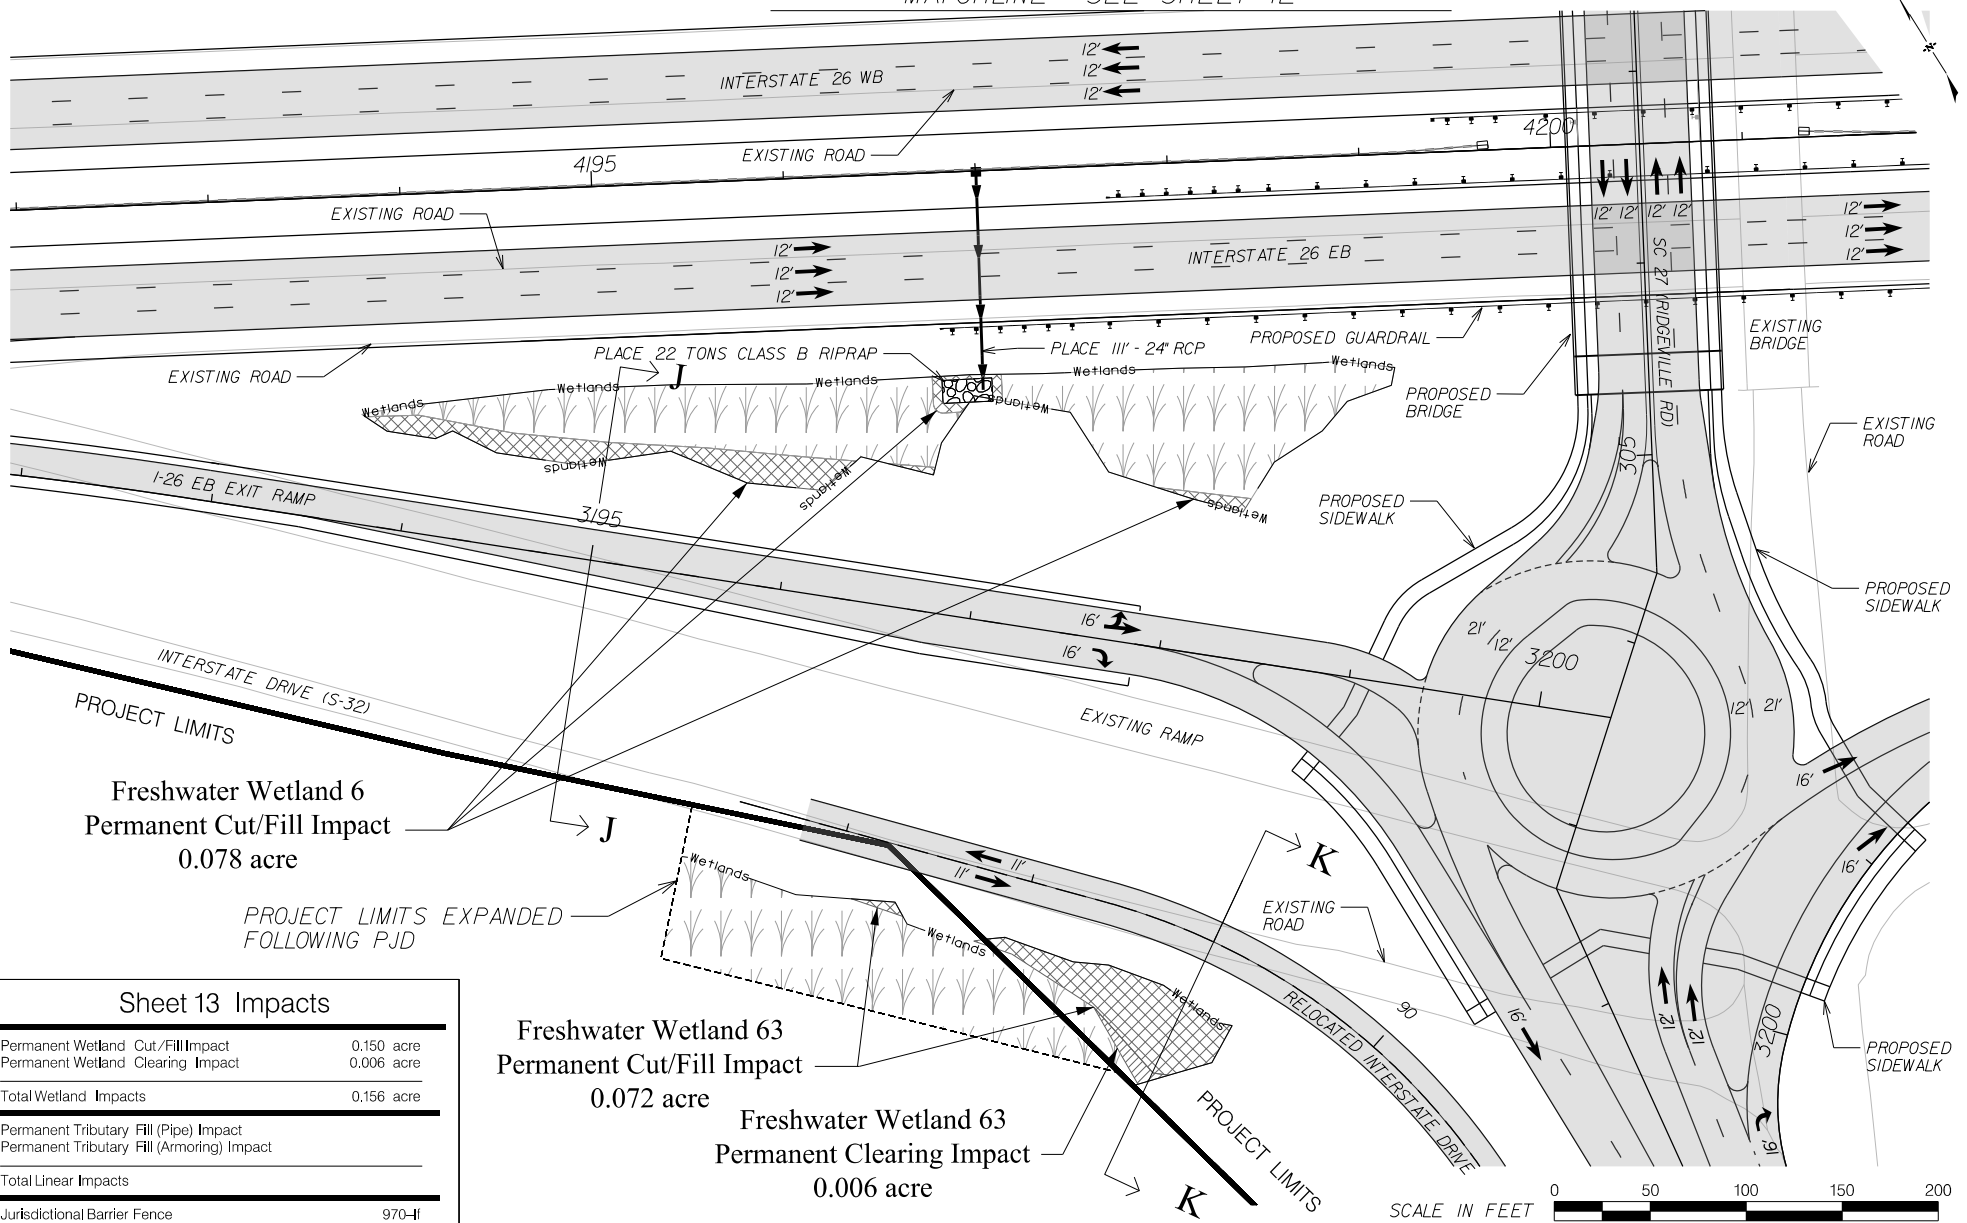 MATCHLINE - SEE SHEET 12
INTERSTATE 26 WB
12'
12'
12'
4200
4195
EXISTING ROAD
EXISTING ROAD
12'
12'
12'
INTERSTATE 26 EB
12' 12' 12' 12'
12'
12'
12'
SC 27 (RIDGEVILLE RD)
PLACE 22 TONS CLASS B RIPRAP
PLACE 111' - 24" RCP
PROPOSED GUARDRAIL
EXISTING
BRIDGE
EXISTING ROAD
J
Wetlands
Wetlands
Wetlands
Wetlands
Wetlands
Wetlands
Wetlands
Wetlands
Wetlands
PROPOSED
BRIDGE
EXISTING
ROAD
305
I-26 EB EXIT RAMP
3195
PROPOSED
SIDEWALK
PROPOSED
SIDEWALK
16'
16'
21' / 12'
3200
12' 21'
INTERSTATE DRIVE (S-32)
PROJECT LIMITS
EXISTING RAMP
16'
16'
Freshwater Wetland 6
Permanent Cut/Fill Impact
0.078 acre
J
11'
11'
K
Wetlands
Wetlands
Wetlands
PROJECT LIMITS EXPANDED
FOLLOWING PJD
EXISTING
ROAD
RELOCATED INTERSTATE DRIVE
90
16'
12'
12'
3200
16'
PROPOSED
SIDEWALK
Freshwater Wetland 63
Permanent Cut/Fill Impact
0.072 acre
Freshwater Wetland 63
Permanent Clearing Impact
0.006 acre
PROJECT LIMITS
K
Sheet 13 Impacts
Permanent Wetland Cut/Fill Impact 0.150 acre
Permanent Wetland Clearing Impact 0.006 acre
Total Wetland Impacts 0.156 acre
Permanent Tributary Fill (Pipe) Impact
Permanent Tributary Fill (Armoring) Impact
Total Linear Impacts
Jurisdictional Barrier Fence 970-lf
SCALE IN FEET
0 50 100 150 200